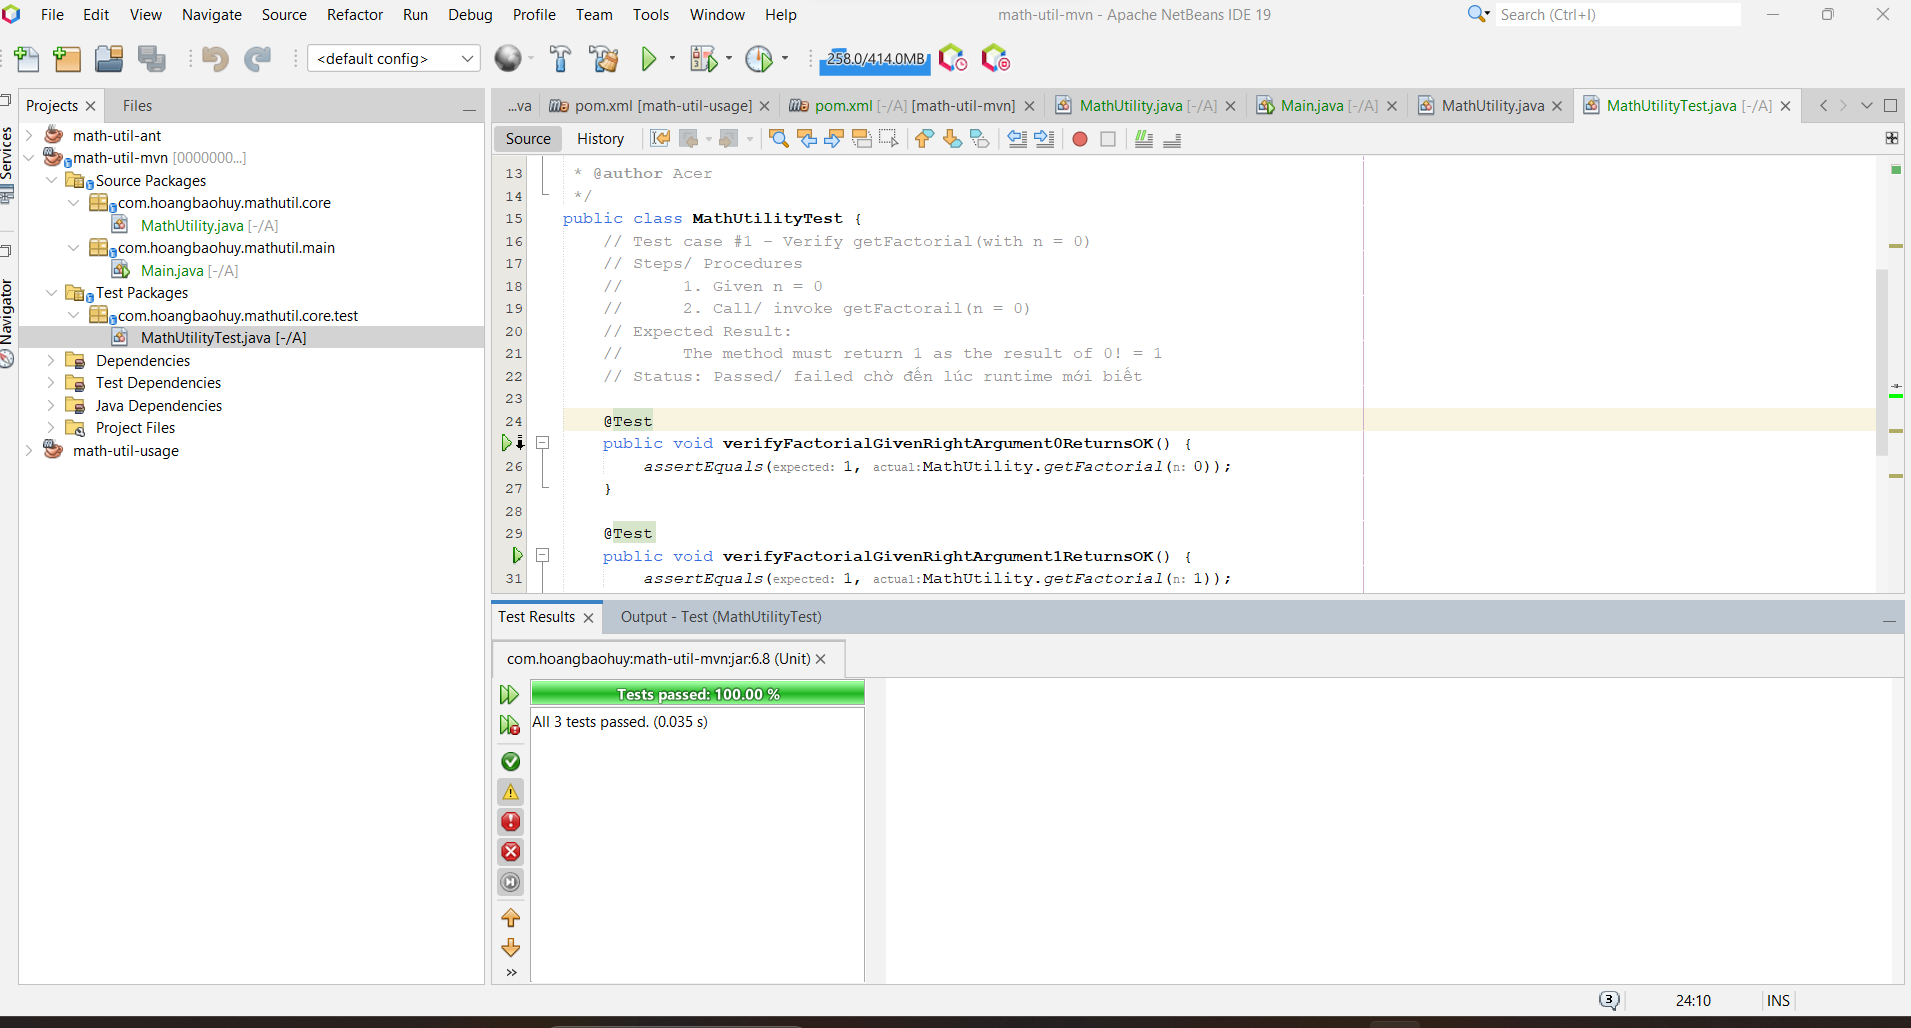 File Edit View Navigate Source Refactor Run Debug Profile Team Tools Window Help
math-util-mvn - Apache NetBeans IDE 19
Search (Ctrl+I)
<default config>
258.0/414.0MB
Projects
Files
Services
Navigator
math-util-ant
math-util-mvn [0000000...]
Source Packages
com.hoangbaohuy.mathutil.core
MathUtility.java [-/A]
com.hoangbaohuy.mathutil.main
Main.java [-/A]
Test Packages
com.hoangbaohuy.mathutil.core.test
MathUtilityTest.java [-/A]
Dependencies
Test Dependencies
Java Dependencies
Project Files
math-util-usage
...va pom.xml [math-util-usage] pom.xml [-/A] [math-util-mvn] MathUtility.java [-/A] Main.java [-/A] MathUtility.java MathUtilityTest.java [-/A]
Source History
13 * @author Acer
14 */
15 public class MathUtilityTest {
16 // Test case #1 - Verify getFactorial(with n = 0)
17 // Steps/ Procedures
18 // 1. Given n = 0
19 // 2. Call/ invoke getFactorail(n = 0)
20 // Expected Result:
21 // The method must return 1 as the result of 0! = 1
22 // Status: Passed/ failed chờ đến lúc runtime mới biết
23
24 @Test
public void verifyFactorialGivenRightArgument0ReturnsOK() {
26 assertEquals(expected: 1, actual:MathUtility.getFactorial(n: 0));
27 }
28
29 @Test
public void verifyFactorialGivenRightArgument1ReturnsOK() {
31 assertEquals(expected: 1, actual:MathUtility.getFactorial(n: 1));
Test Results
Output - Test (MathUtilityTest)
com.hoangbaohuy:math-util-mvn:jar:6.8 (Unit)
Tests passed: 100.00 %
All 3 tests passed. (0.035 s)
3
24:10
INS